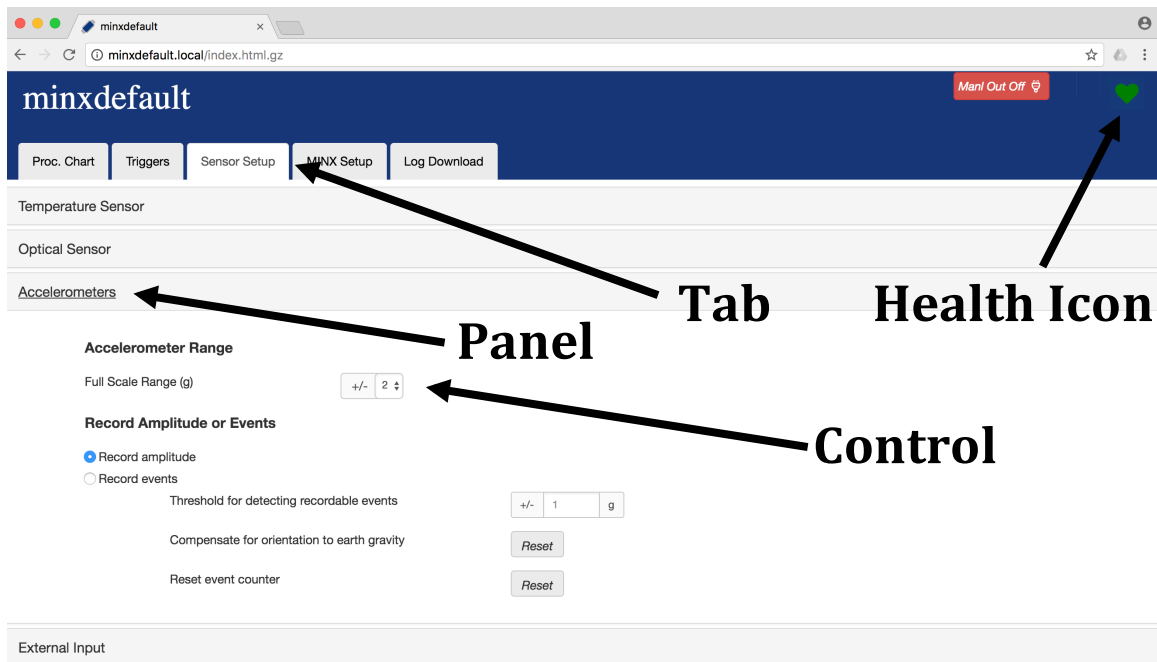 minxdefault
minxdefault.local/index.html.gz
minxdefault
Manl Out Off
Proc. Chart Triggers Sensor Setup MINX Setup Log Download
Temperature Sensor
Optical Sensor
Accelerometers
Tab
Health Icon
Panel
Accelerometer Range
Full Scale Range (g) +/- 2
Record Amplitude or Events
Control
Record amplitude
Record events
Threshold for detecting recordable events +/- 1 g
Compensate for orientation to earth gravity Reset
Reset event counter Reset
External Input